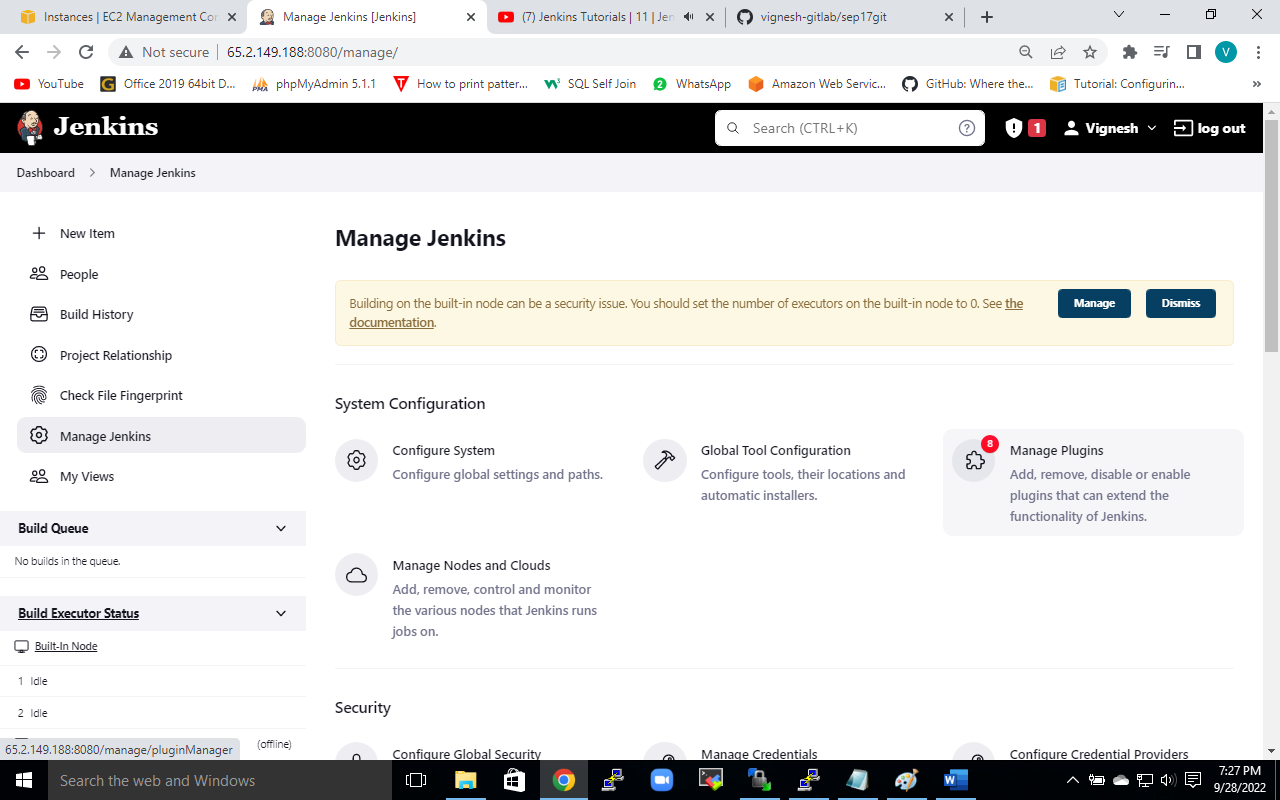 Instances | EC2 Management Con
Manage Jenkins [Jenkins]
(7) Jenkins Tutorials | 11 | Jen
vignesh-gitlab/sep17git
Not secure
65.2.149.188:8080/manage/
V
YouTube
G
Office 2019 64bit D...
PMA
phpMyAdmin 5.1.1
T
How to print patter...
SQL Self Join
2
WhatsApp
Amazon Web Servic...
GitHub: Where the...
Tutorial: Configurin...
»
Jenkins
Search (CTRL+K)
?
1
Vignesh
log out
Dashboard
Manage Jenkins
New Item
People
Build History
Project Relationship
Check File Fingerprint
Manage Jenkins
My Views
Build Queue
No builds in the queue.
Build Executor Status
Built-In Node
1 Idle
2 Idle
(offline)
65.2.149.188:8080/manage/pluginManager
Manage Jenkins
Building on the built-in node can be a security issue. You should set the number of executors on the built-in node to 0. See the
documentation.
Manage
Dismiss
System Configuration
Configure System
Configure global settings and paths.
Global Tool Configuration
Configure tools, their locations and
automatic installers.
8
Manage Plugins
Add, remove, disable or enable
plugins that can extend the
functionality of Jenkins.
Manage Nodes and Clouds
Add, remove, control and monitor
the various nodes that Jenkins runs
jobs on.
Security
Configure Global Security
Manage Credentials
Configure Credential Providers
Search the web and Windows
7:27 PM
9/28/2022